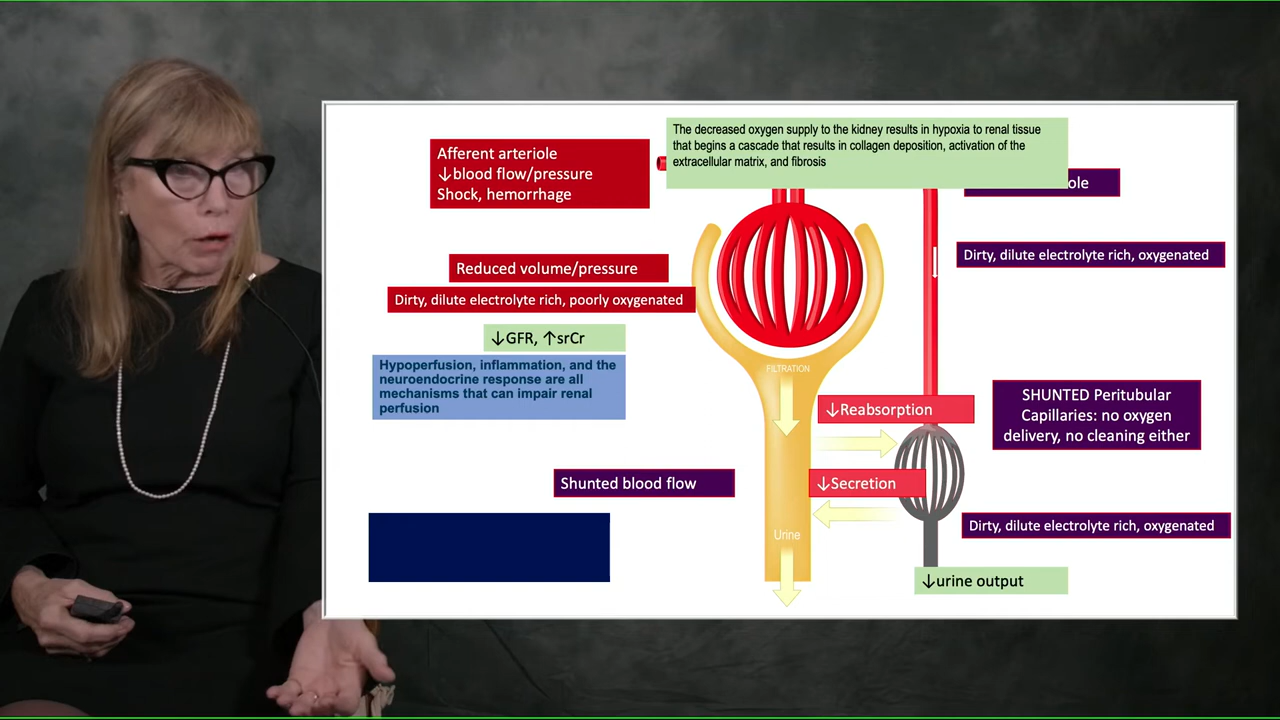 The decreased oxygen supply to the kidney results in hypoxia to renal tissue
that begins a cascade that results in collagen deposition, activation of the
extracellular matrix, and fibrosis
Afferent arteriole
↓blood flow/pressure
Shock, hemorrhage
ole
Dirty, dilute electrolyte rich, oxygenated
Reduced volume/pressure
Dirty, dilute electrolyte rich, poorly oxygenated
↓GFR, ↑srCr
Hypoperfusion, inflammation, and the
neuroendocrine response are all
mechanisms that can impair renal
perfusion
FILTRATION
↓Reabsorption
SHUNTED Peritubular
Capillaries: no oxygen
delivery, no cleaning either
Shunted blood flow
↓Secretion
Dirty, dilute electrolyte rich, oxygenated
Urine
↓urine output